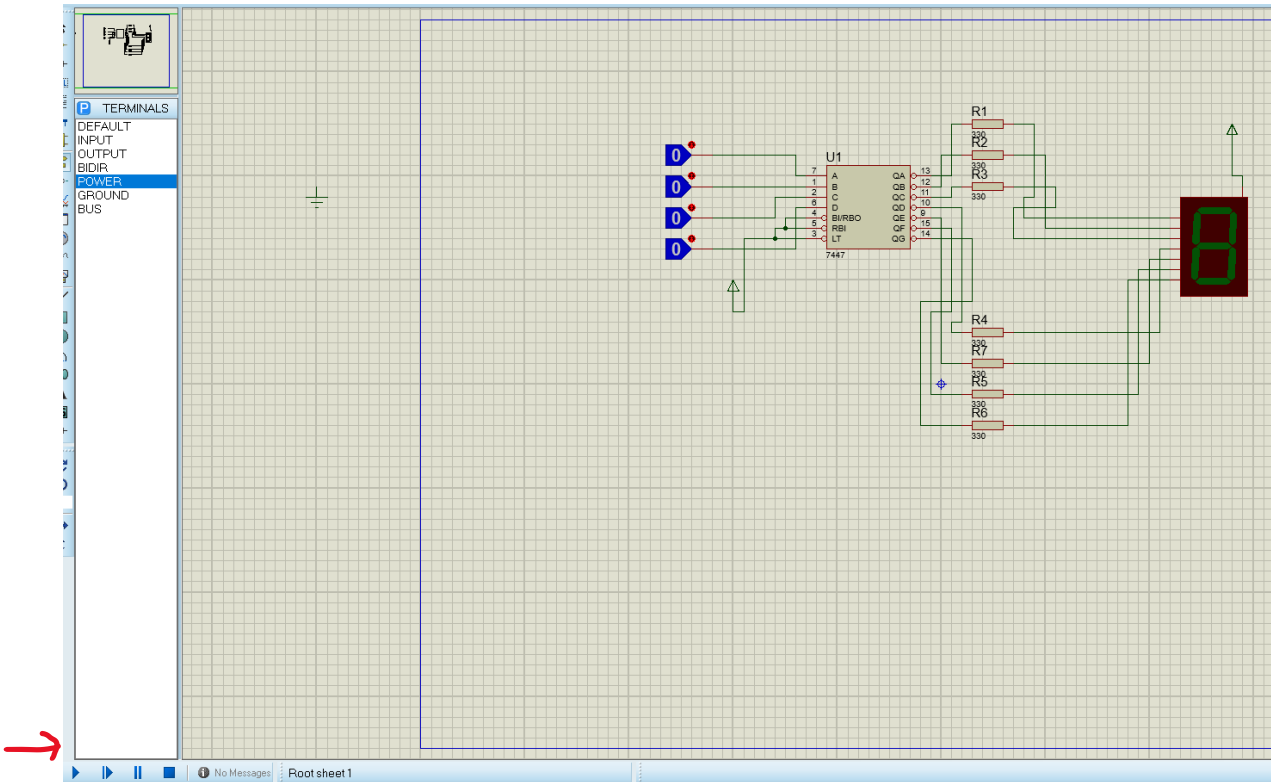 TERMINALS
DEFAULT
INPUT
OUTPUT
BIDIR
POWER
GROUND
BUS
0
0
0
0
U1
7 A
1 B
2 C
6 D
4 BI/RBO
5 RBI
3 LT
QA 13
QB 12
QC 11
QD 10
QE 9
QF 15
QG 14
7447
R1
330
R2
330
R3
330
R4
330
R7
330
R5
330
R6
330
No Messages
Root sheet 1